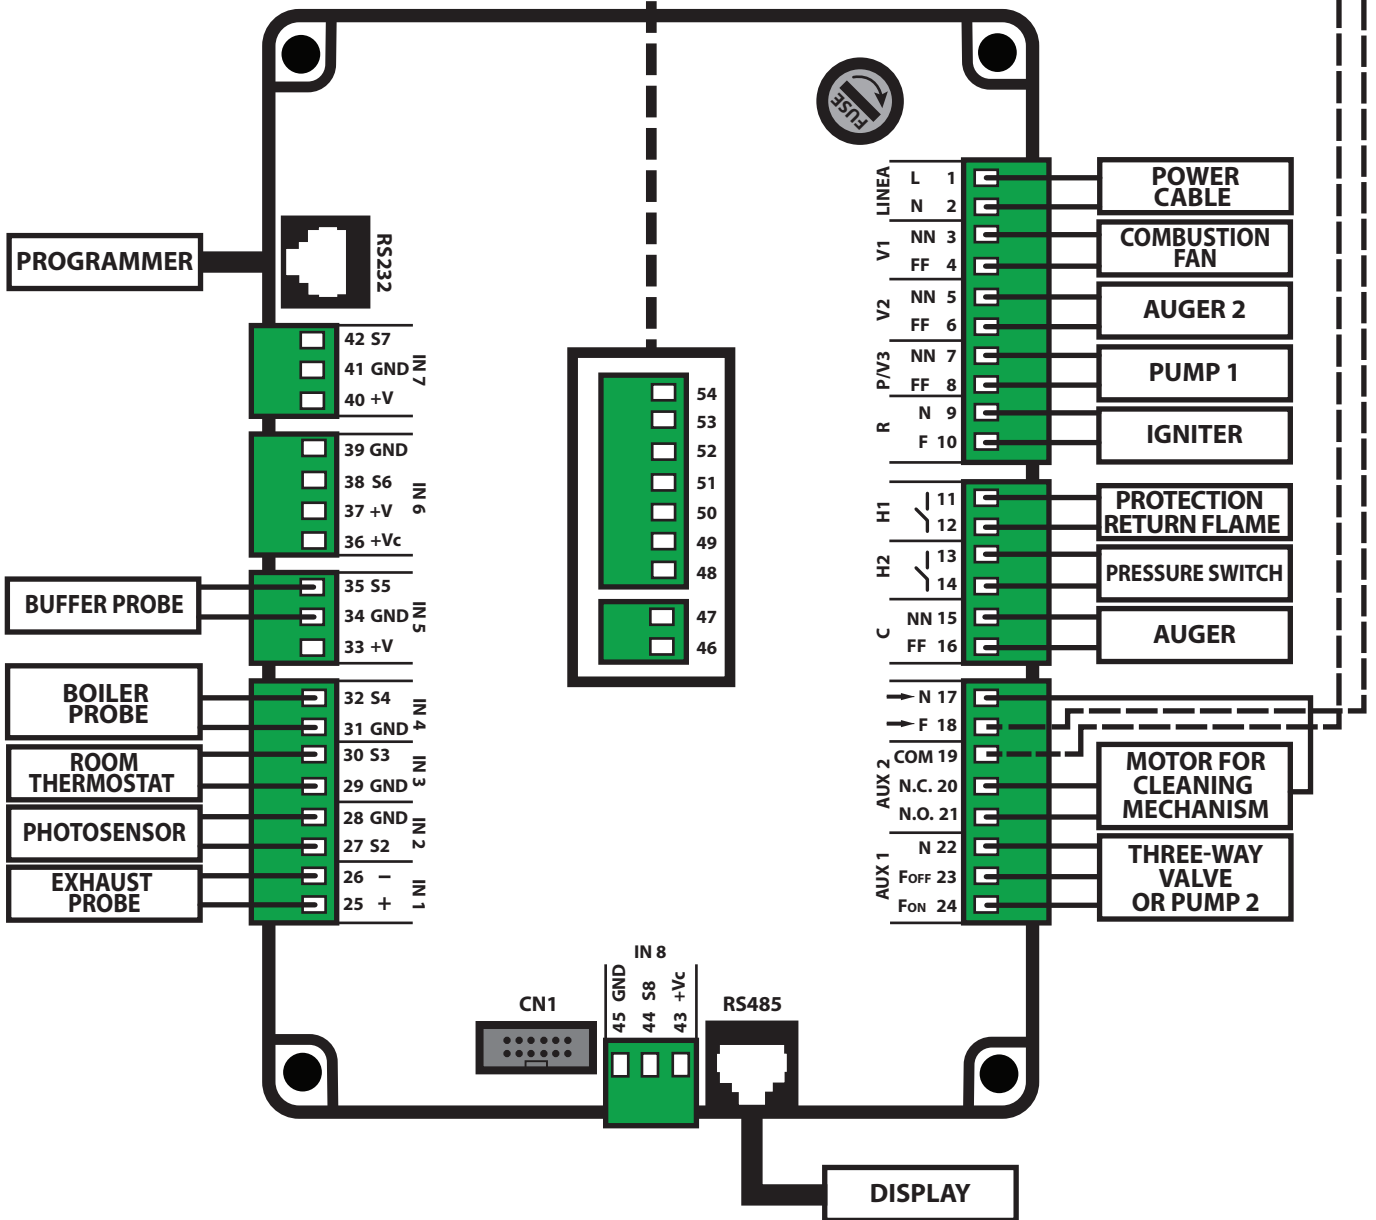 FUSE
PROGRAMMER
RS232
42 S7
41 GND
40 +V
IN 7
39 GND
38 S6
37 +V
36 +Vc
IN 6
BUFFER PROBE
35 S5
34 GND
33 +V
IN 5
BOILER
PROBE
32 S4
31 GND
IN 4
ROOM
THERMOSTAT
30 S3
29 GND
IN 3
PHOTOSENSOR
28 GND
27 S2
IN 2
EXHAUST
PROBE
26 −
25 +
IN 1
54
53
52
51
50
49
48
47
46
LINEA
L 1
N 2
POWER
CABLE
V1
NN 3
FF 4
COMBUSTION
FAN
V2
NN 5
FF 6
AUGER 2
P/V3
NN 7
FF 8
PUMP 1
R
N 9
F 10
IGNITER
H1
11
12
PROTECTION
RETURN FLAME
H2
13
14
PRESSURE SWITCH
C
NN 15
FF 16
AUGER
N 17
F 18
AUX 2
COM 19
N.C. 20
N.O. 21
MOTOR FOR
CLEANING
MECHANISM
AUX 1
N 22
FOFF 23
FON 24
THREE-WAY
VALVE
OR PUMP 2
CN1
IN 8
45 GND
44 S8
43 +Vc
RS485
DISPLAY